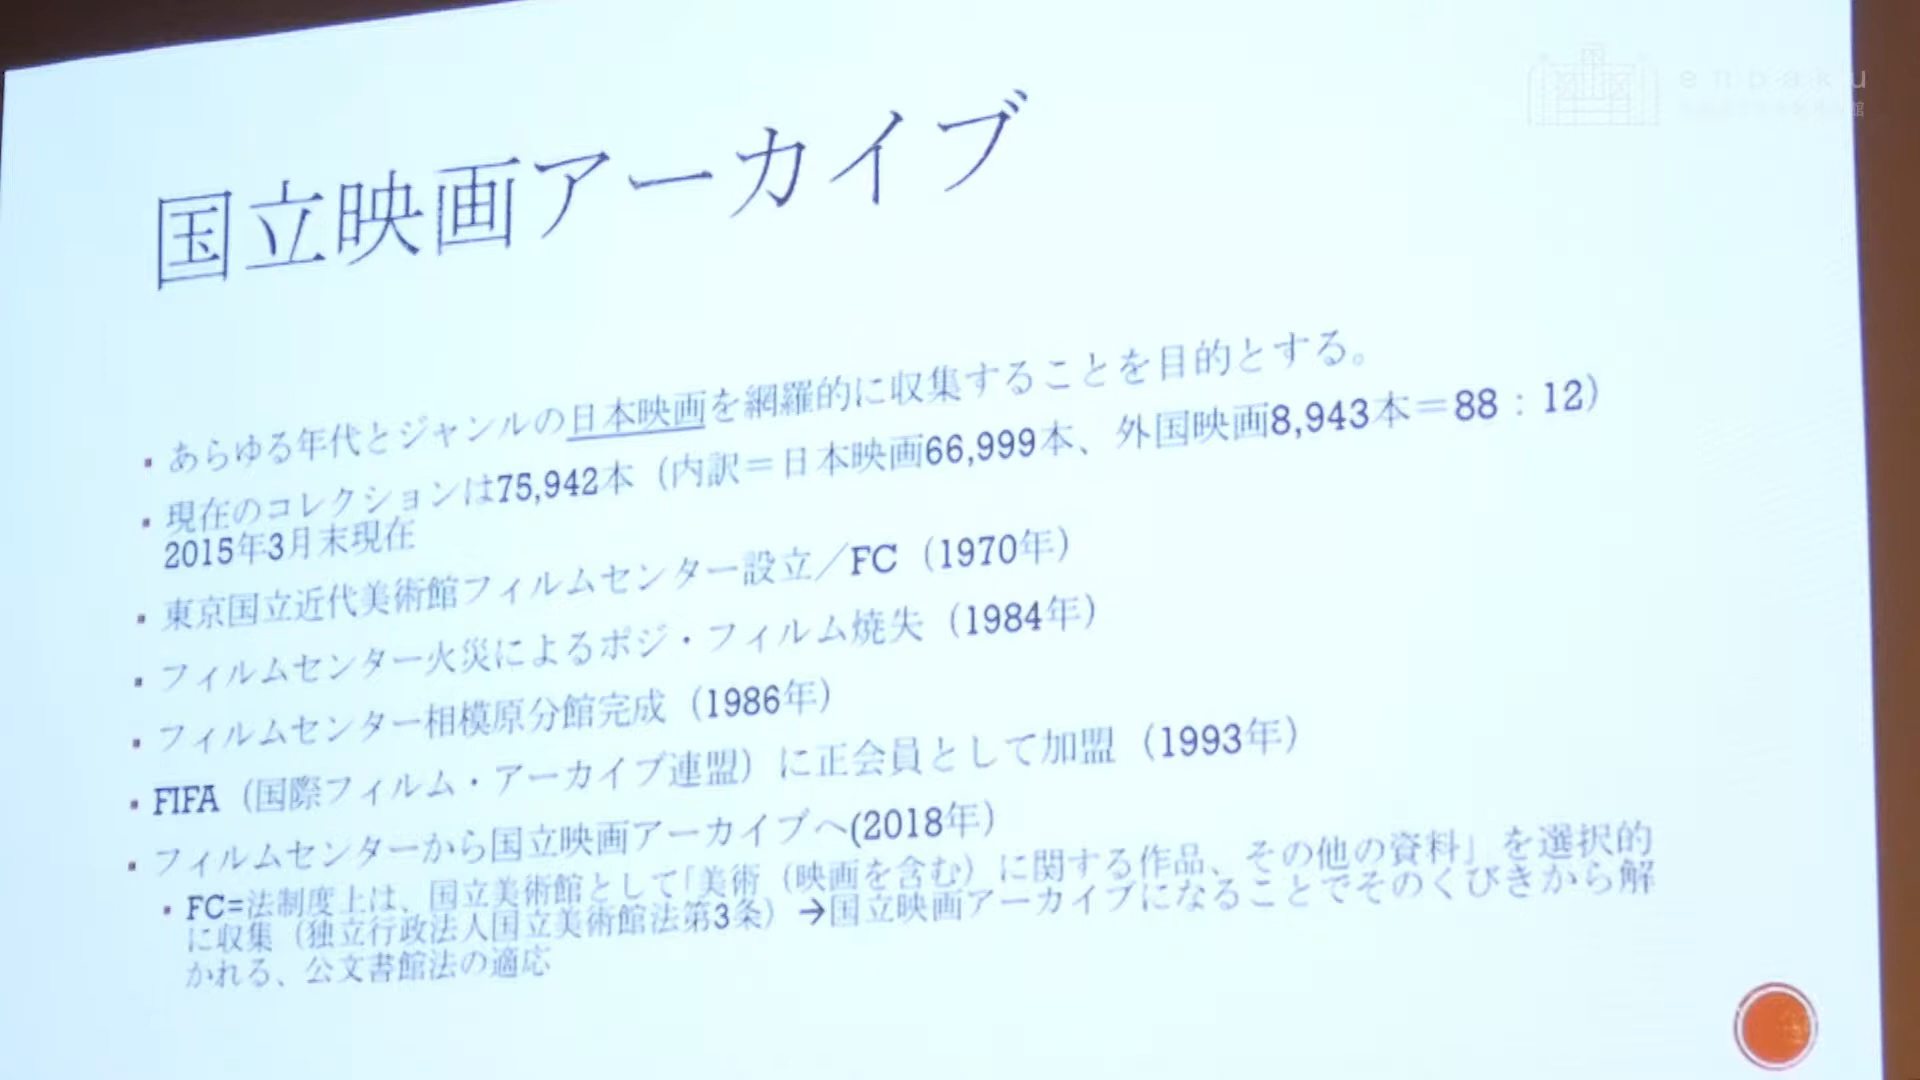 enpaku
国立映画アーカイブ
▪ あらゆる年代とジャンルの日本映画を網羅的に収集することを目的とする。
▪ 現在のコレクションは75,942本（内訳＝日本映画66,999本、外国映画8,943本＝88：12）
2015年3月末現在
▪ 東京国立近代美術館フィルムセンター設立／FC（1970年）
▪ フィルムセンター火災によるポジ・フィルム焼失（1984年）
▪ フィルムセンター相模原分館完成（1986年）
▪ FIFA（国際フィルム・アーカイブ連盟）に正会員として加盟（1993年）
▪ フィルムセンターから国立映画アーカイブへ(2018年）
▪ FC=法制度上は、国立美術館として「美術（映画を含む）に関する作品、その他の資料」を選択的
に収集（独立行政法人国立美術館法第3条）→国立映画アーカイブになることでそのくびきから解
かれる、公文書館法の適応